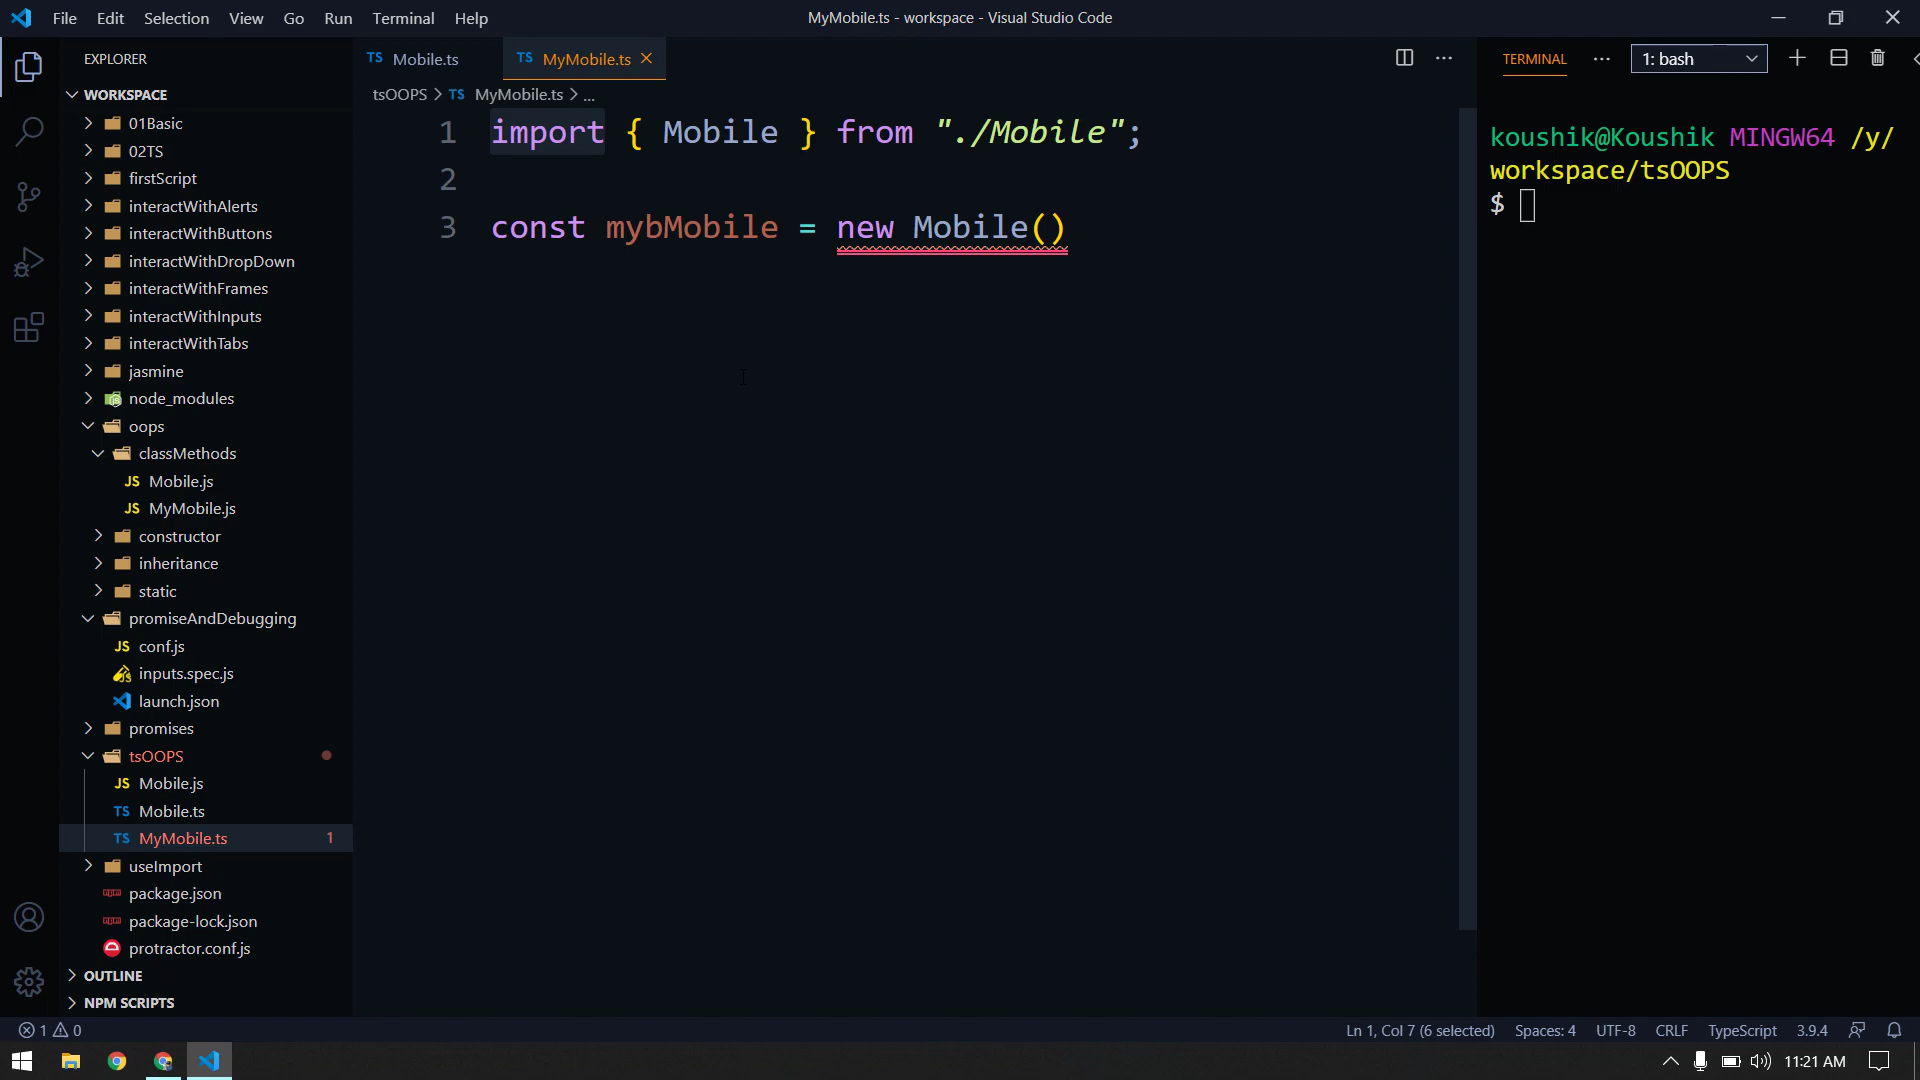 File Edit Selection View Go Run Terminal Help
MyMobile.ts - workspace - Visual Studio Code
EXPLORER
WORKSPACE
01Basic
02TS
firstScript
interactWithAlerts
interactWithButtons
interactWithDropDown
interactWithFrames
interactWithInputs
interactWithTabs
jasmine
node_modules
oops
classMethods
JS Mobile.js
JS MyMobile.js
constructor
inheritance
static
promiseAndDebugging
JS conf.js
inputs.spec.js
launch.json
promises
tsOOPS
JS Mobile.js
TS Mobile.ts
TS MyMobile.ts 1
useImport
package.json
package-lock.json
protractor.conf.js
OUTLINE
NPM SCRIPTS
TS Mobile.ts TS MyMobile.ts
tsOOPS > TS MyMobile.ts > ...
1 import { Mobile } from "./Mobile";
2
3 const mybMobile = new Mobile()
TERMINAL ... 1: bash
koushik@Koushik MINGW64 /y/
workspace/tsOOPS
$
1 0
Ln 1, Col 7 (6 selected) Spaces: 4 UTF-8 CRLF TypeScript 3.9.4
11:21 AM